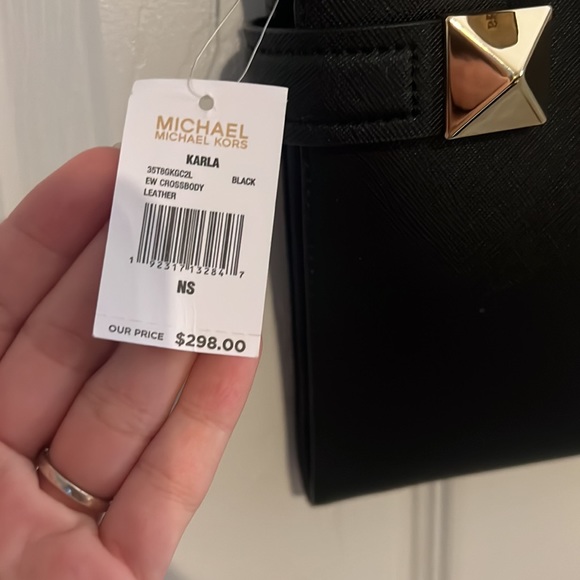 MICHAEL
MICHAEL KORS
KARLA
35T8GKGC2L BLACK
EW CROSSBODY
LEATHER
1 92317 13284 7
NS
OUR PRICE $298.00